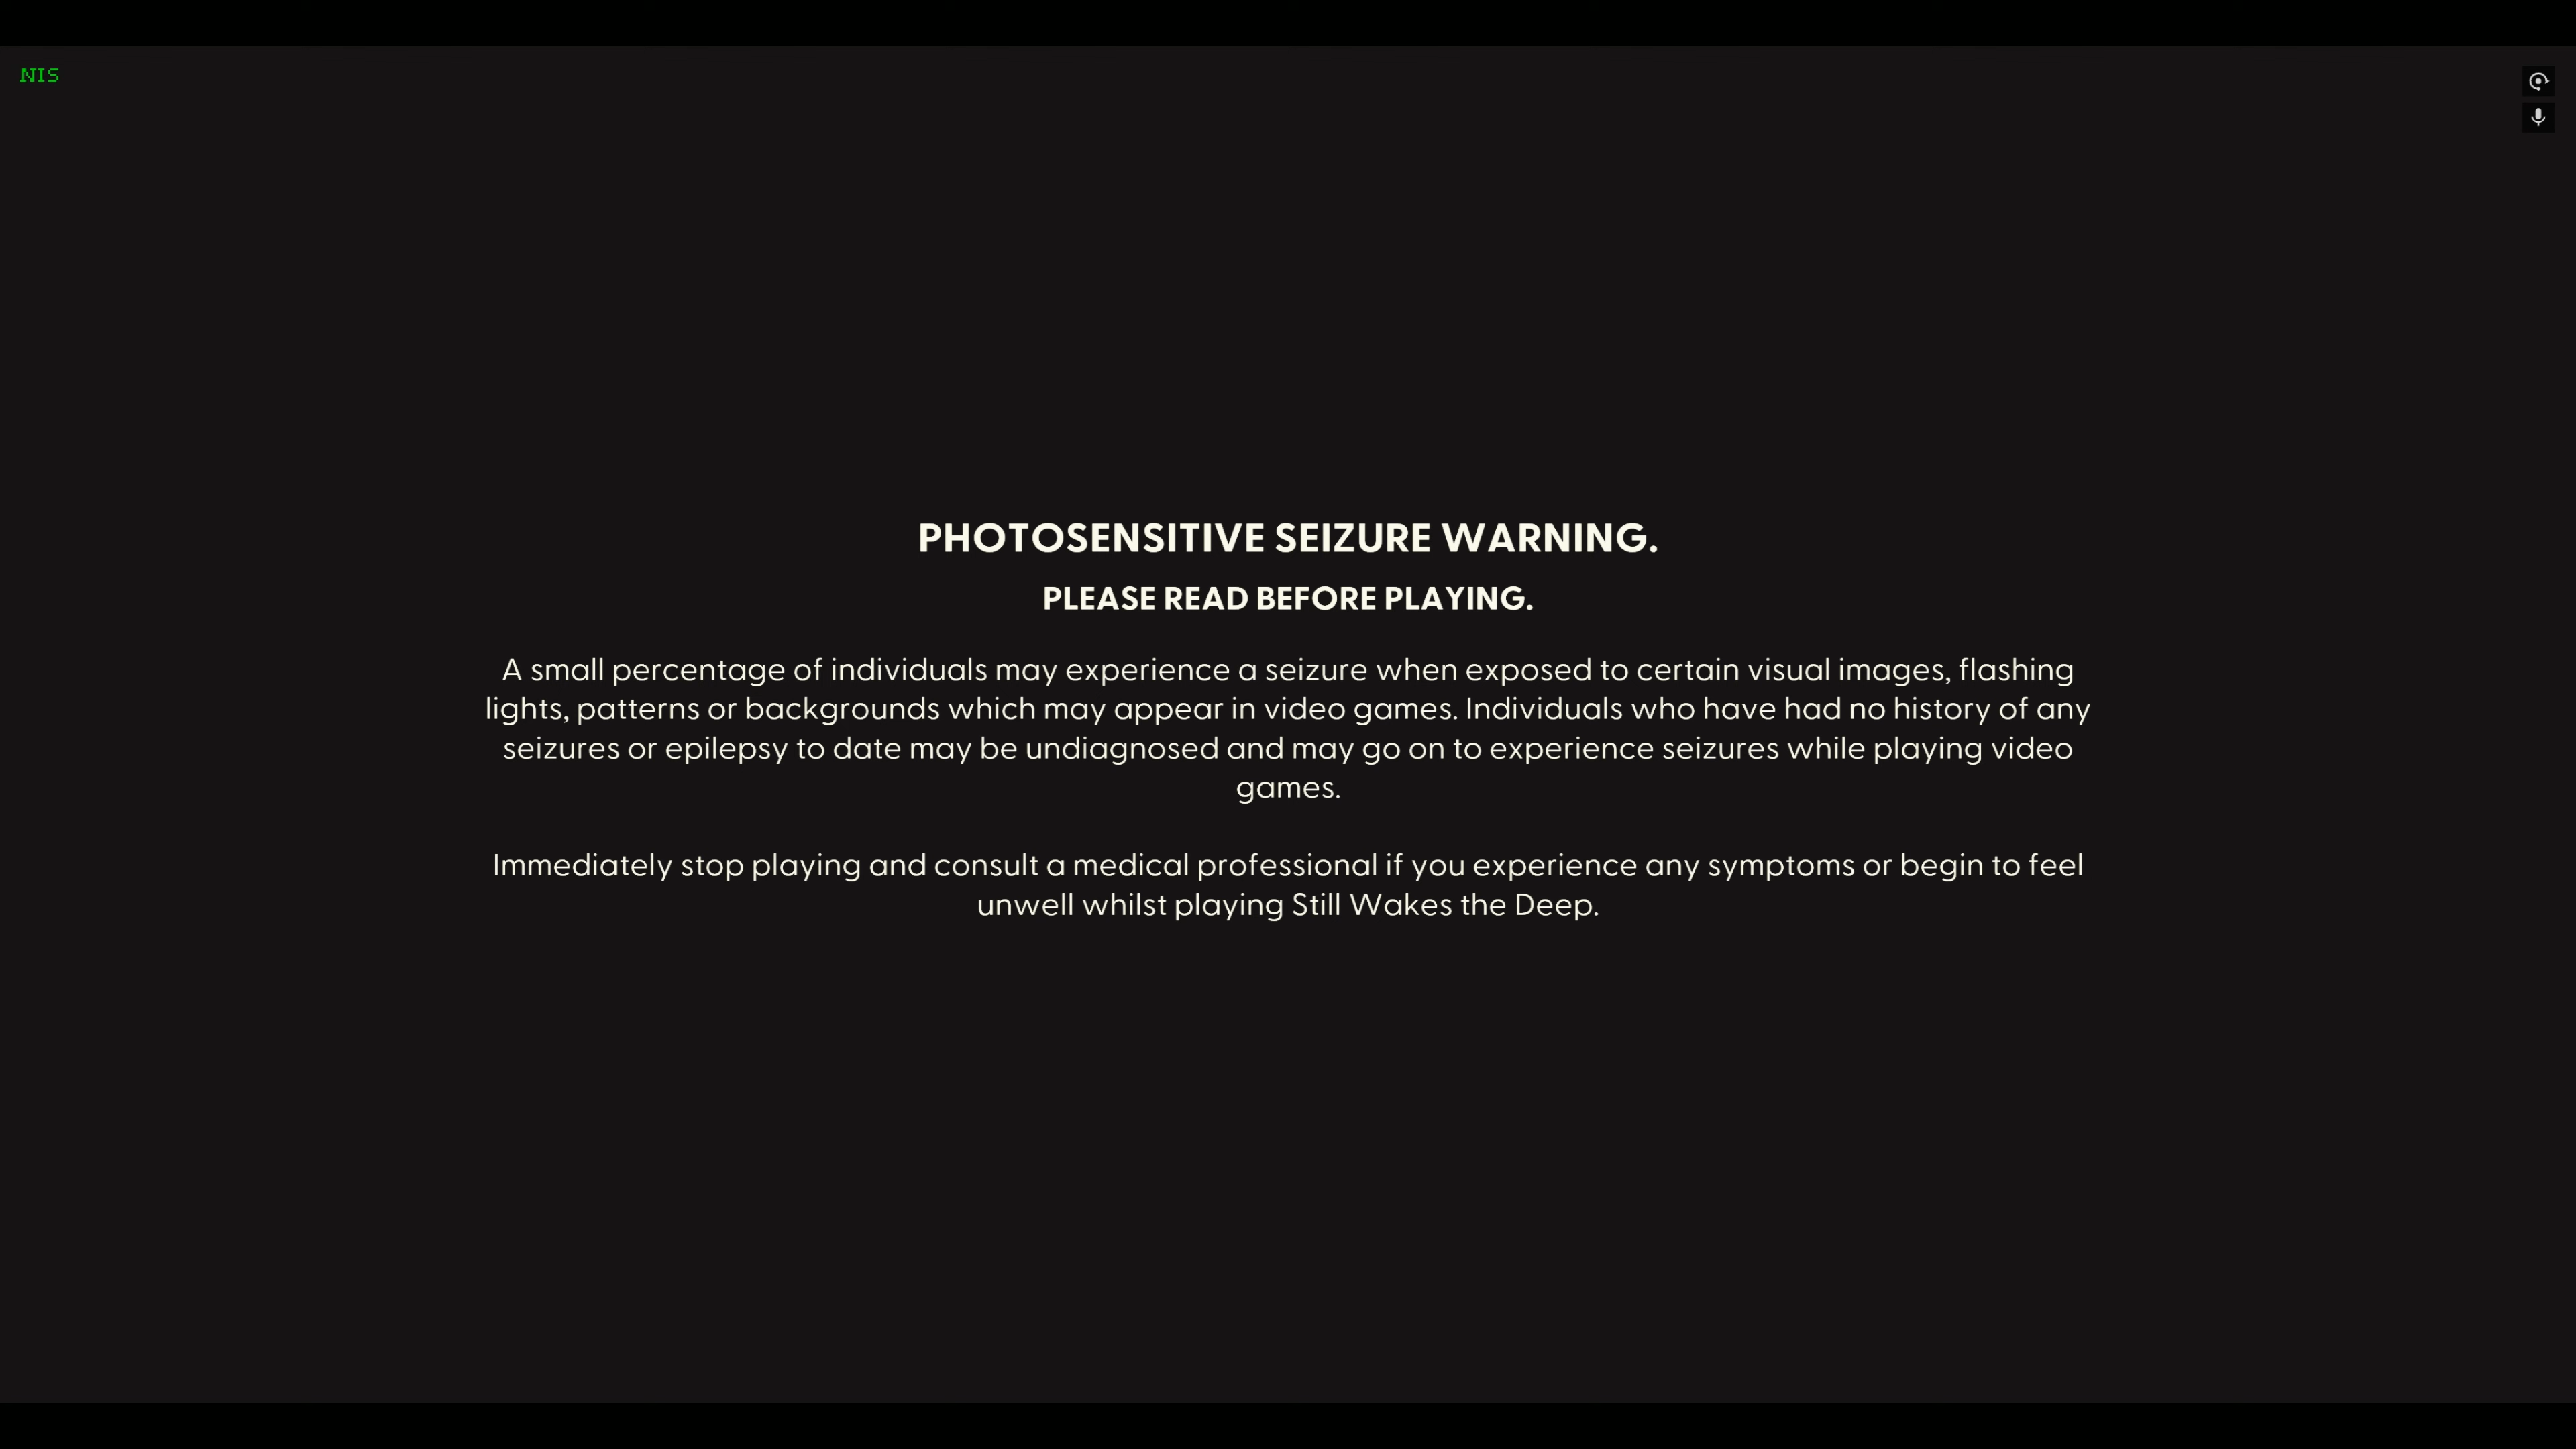 NIS
PHOTOSENSITIVE SEIZURE WARNING.
PLEASE READ BEFORE PLAYING.
A small percentage of individuals may experience a seizure when exposed to certain visual images, flashing
lights, patterns or backgrounds which may appear in video games. Individuals who have had no history of any
seizures or epilepsy to date may be undiagnosed and may go on to experience seizures while playing video
games.
Immediately stop playing and consult a medical professional if you experience any symptoms or begin to feel
unwell whilst playing Still Wakes the Deep.